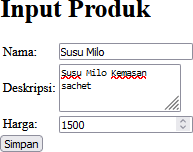 Input Produk
Nama: Susu Milo
Deskripsi: Susu Milo Kemasan
sachet
Harga: 1500
Simpan